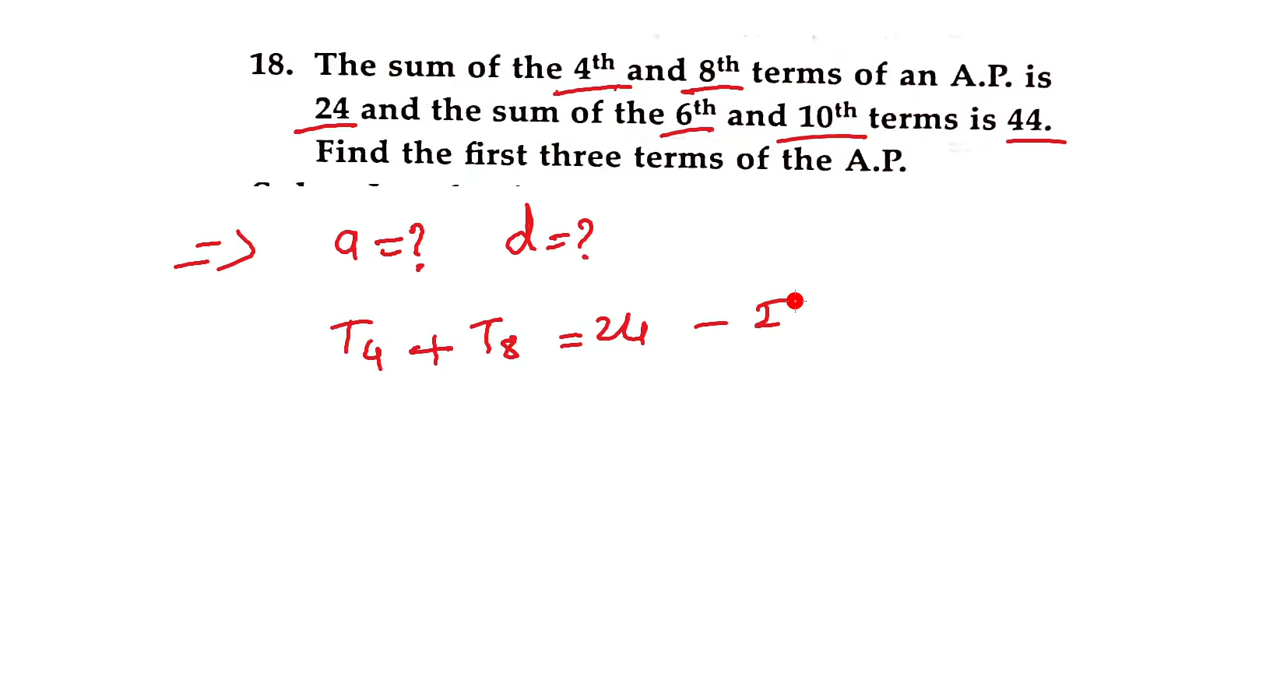 18. The sum of the 4th and 8th terms of an A.P. is
24 and the sum of the 6th and 10th terms is 44.
Find the first three terms of the A.P.
=> a=? d=?
T4 + T8 = 24 - I